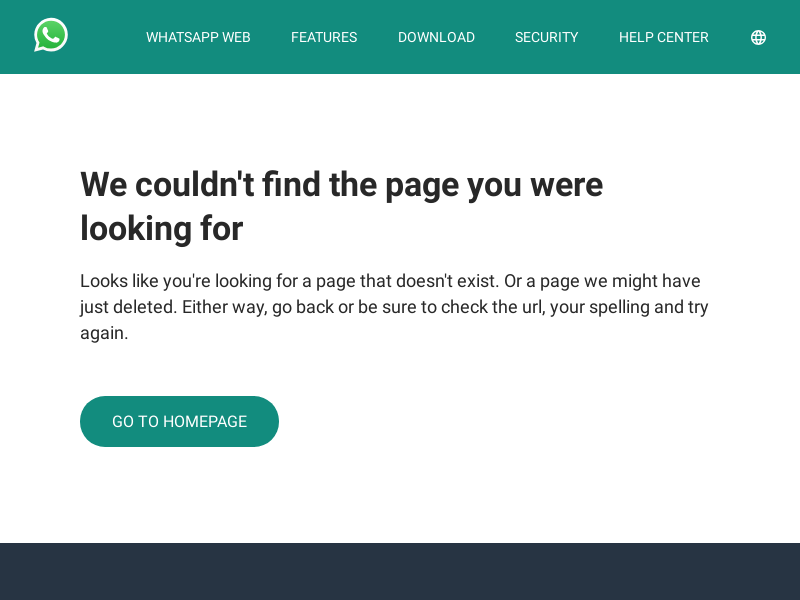 WHATSAPP WEB FEATURES DOWNLOAD SECURITY HELP CENTER
We couldn't find the page you were
looking for
Looks like you're looking for a page that doesn't exist. Or a page we might have
just deleted. Either way, go back or be sure to check the url, your spelling and try
again.
GO TO HOMEPAGE